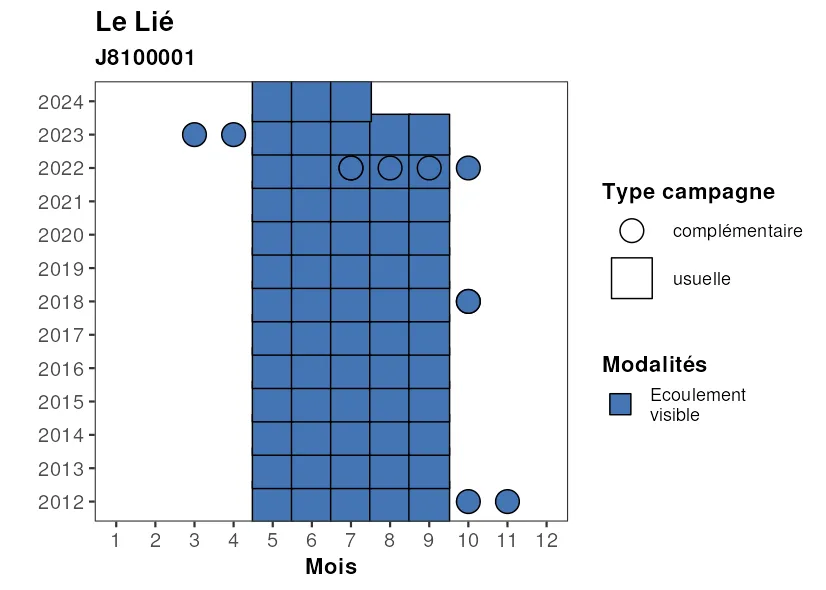 Le Lié
J8100001
2024
2023
2022
2021
2020
2019
2018
2017
2016
2015
2014
2013
2012
1 2 3 4 5 6 7 8 9 10 11 12
Mois
Type campagne
complémentaire
usuelle
Modalités
Ecoulement
visible